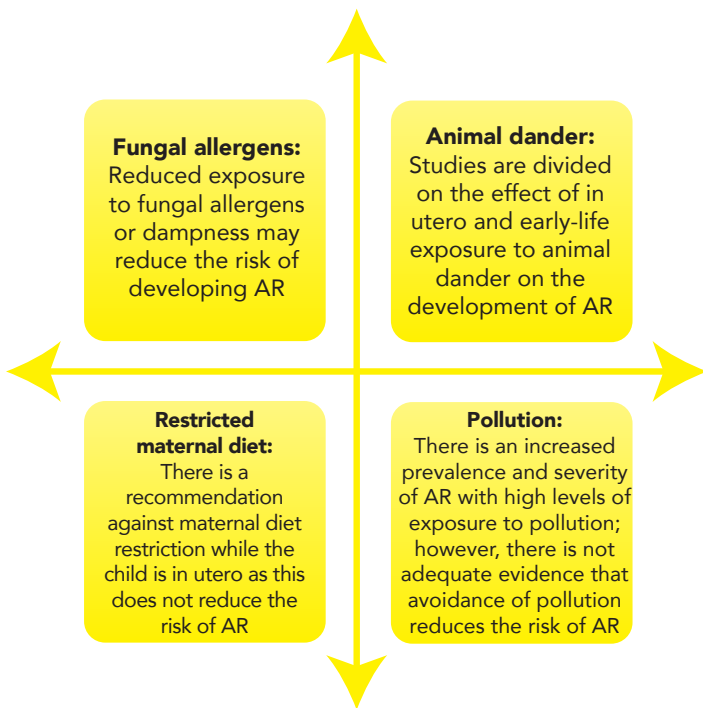 Fungal allergens:
Reduced exposure
to fungal allergens
or dampness may
reduce the risk of
developing AR
Animal dander:
Studies are divided
on the effect of in
utero and early-life
exposure to animal
dander on the
development of AR
Restricted
maternal diet:
There is a
recommendation
against maternal diet
restriction while the
child is in utero as this
does not reduce the
risk of AR
Pollution:
There is an increased
prevalence and severity
of AR with high levels of
exposure to pollution;
however, there is not
adequate evidence that
avoidance of pollution
reduces the risk of AR